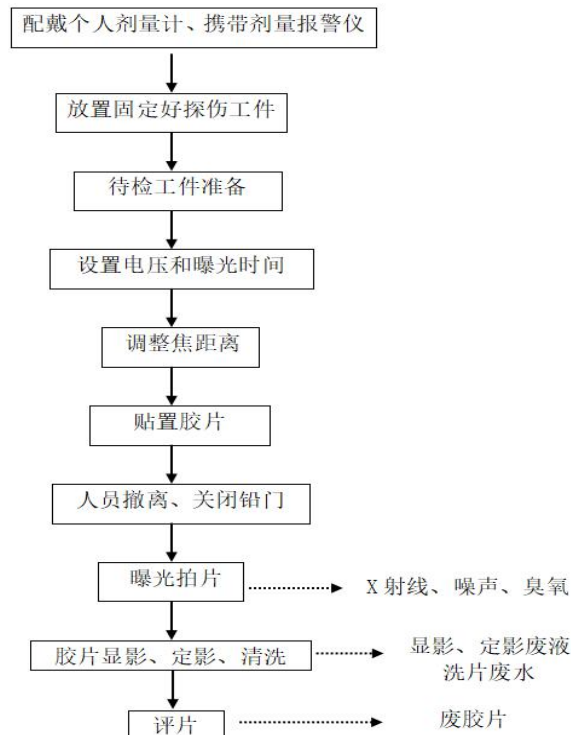 配戴个人剂量计、携带剂量报警仪
放置固定好探伤工件
待检工件准备
设置电压和曝光时间
调整焦距离
贴置胶片
人员撤离、关闭铅门
曝光拍片
X 射线、噪声、臭氧
胶片显影、定影、清洗
显影、定影废液
洗片废水
评片
废胶片